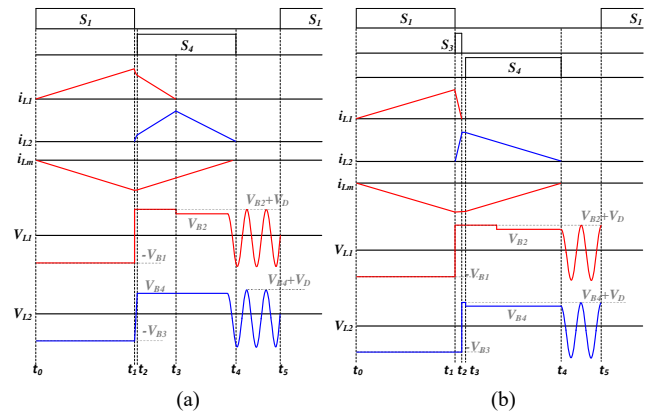 S1
S1
S4
iL1
iL2
iLm
VB2+VD
VL1
VB2
-VB1
VB4+VD
VB4
VL2
-VB3
t0
t1
t2
t3
t4
t5
(a)
S1
S1
S3
S4
iL1
iL2
iLm
VB2+VD
VL1
VB2
-VB1
VB4+VD
VB4
VL2
-VB3
t0
t1
t2
t3
t4
t5
(b)